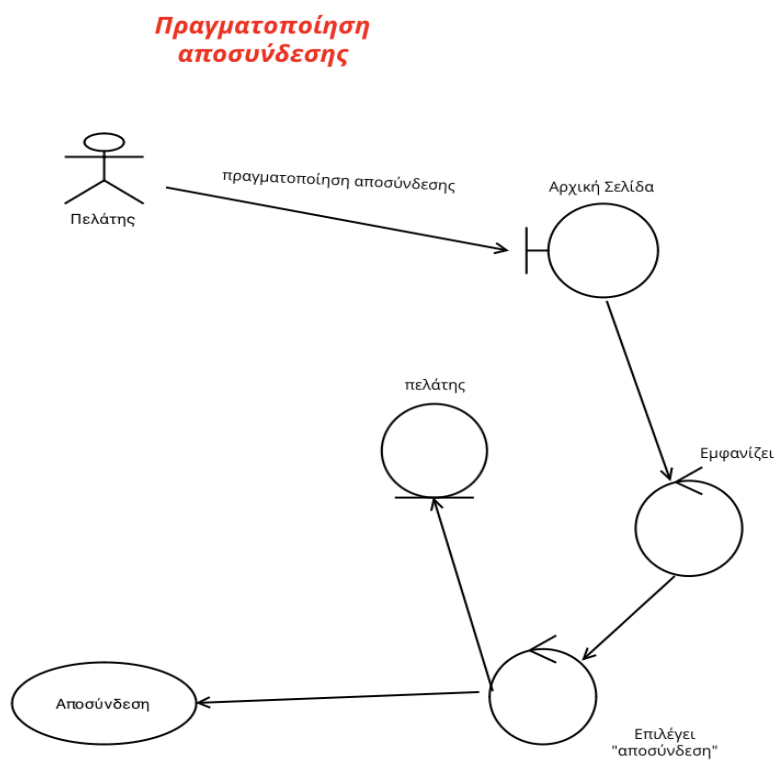 Πραγματοποίηση
αποσύνδεσης
πραγματοποίηση αποσύνδεσης
Αρχική Σελίδα
Πελάτης
πελάτης
Εμφανίζει
Αποσύνδεση
Επιλέγει
"αποσύνδεση"